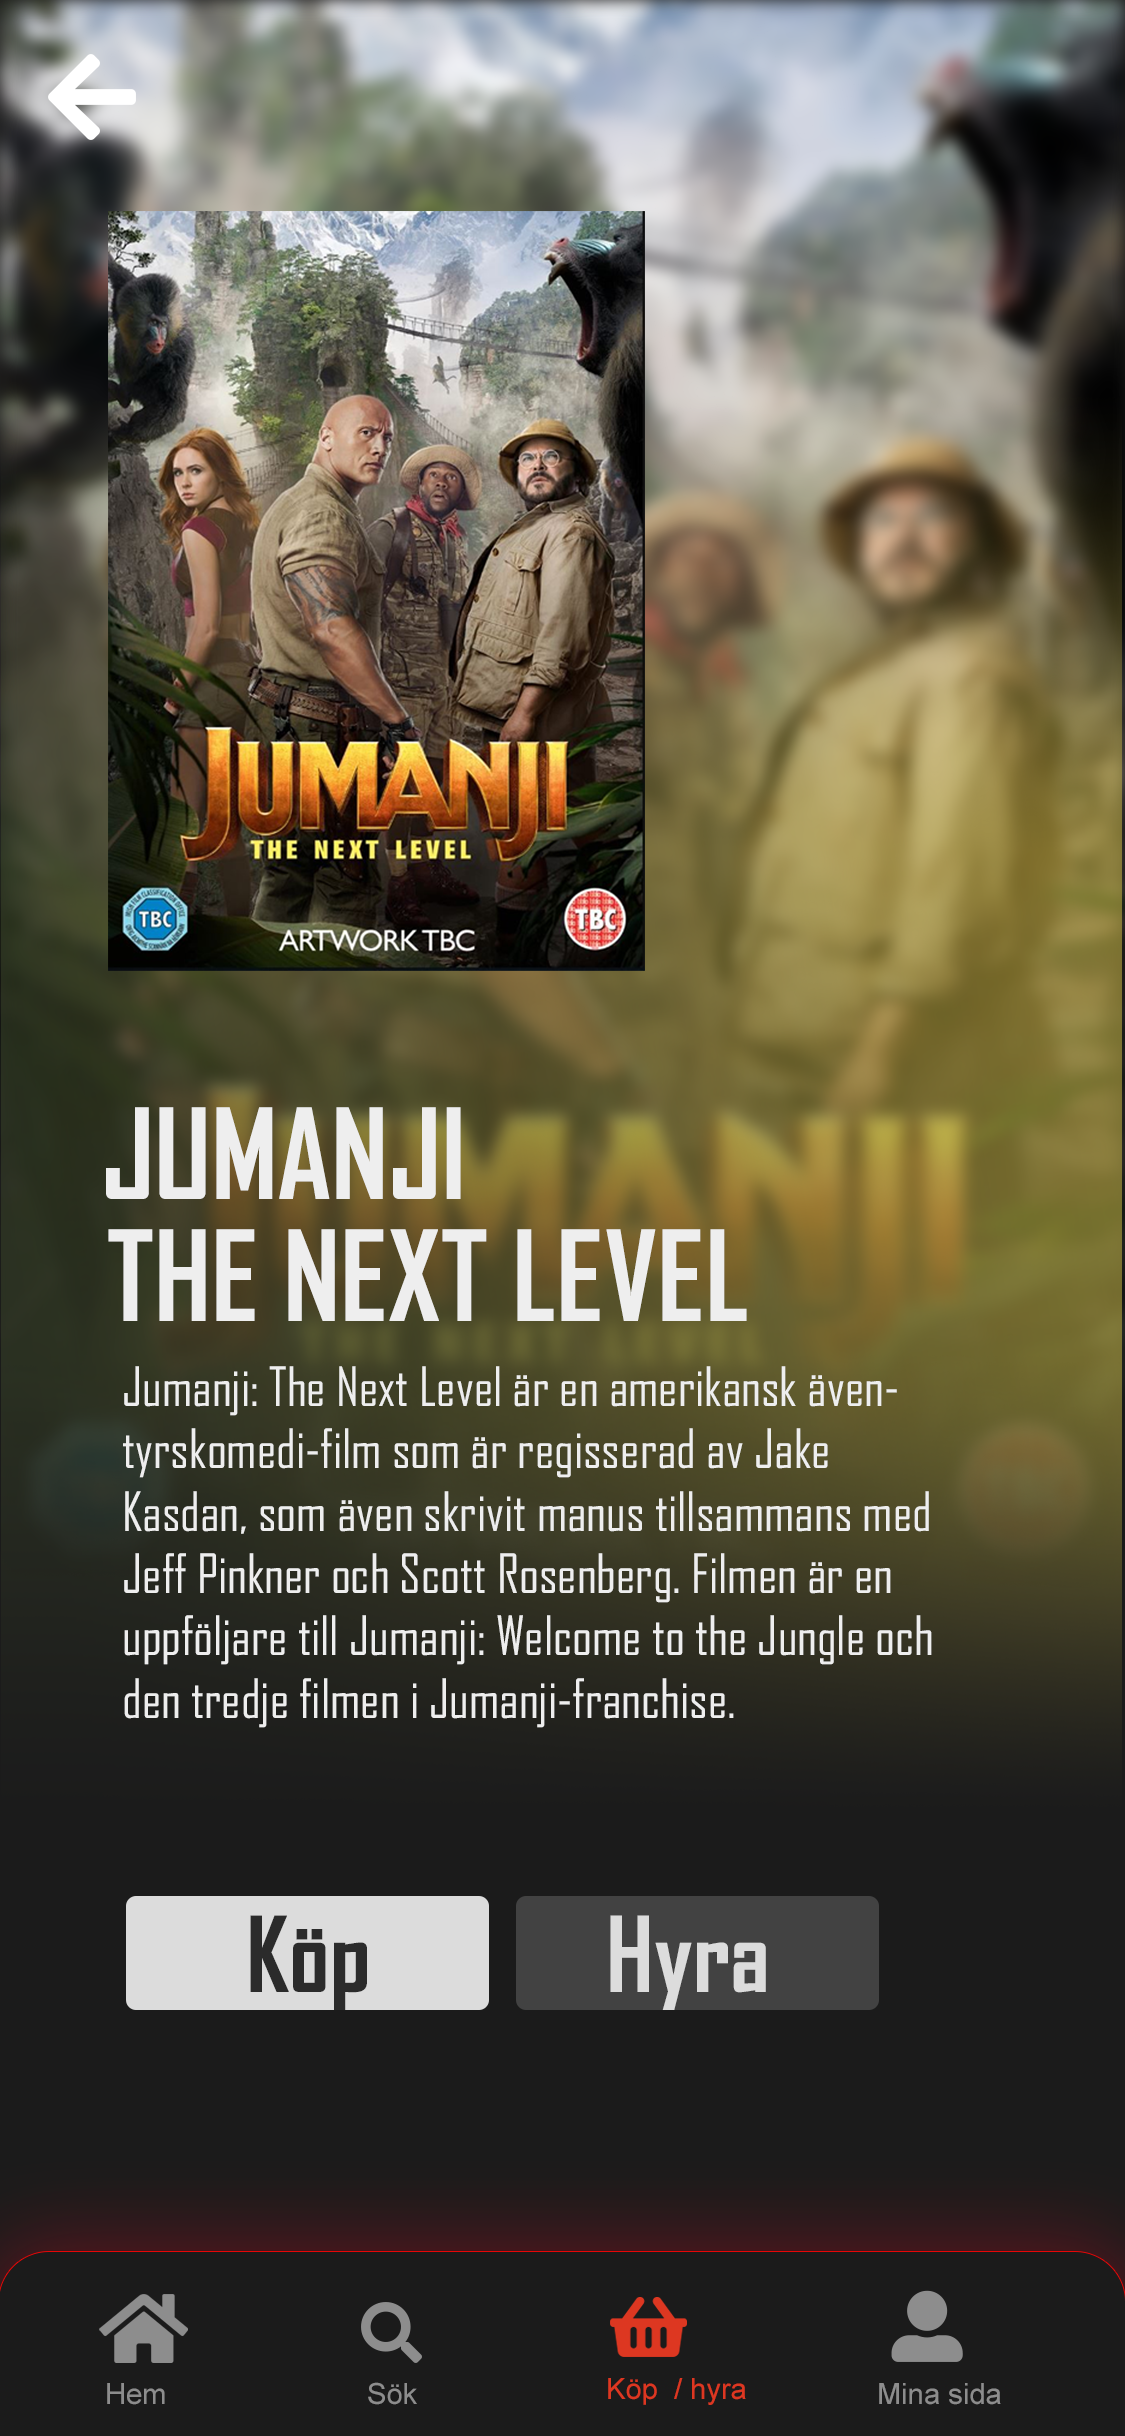 JUMANJI
THE NEXT LEVEL
TBC
ARTWORK TBC
TBC
JUMANJI
THE NEXT LEVEL
Jumanji: The Next Level är en amerikansk även-
tyrskomedi-film som är regisserad av Jake
Kasdan, som även skrivit manus tillsammans med
Jeff Pinkner och Scott Rosenberg. Filmen är en
uppföljare till Jumanji: Welcome to the Jungle och
den tredje filmen i Jumanji-franchise.
Köp
Hyra
Hem
Sök
Köp / hyra
Mina sida